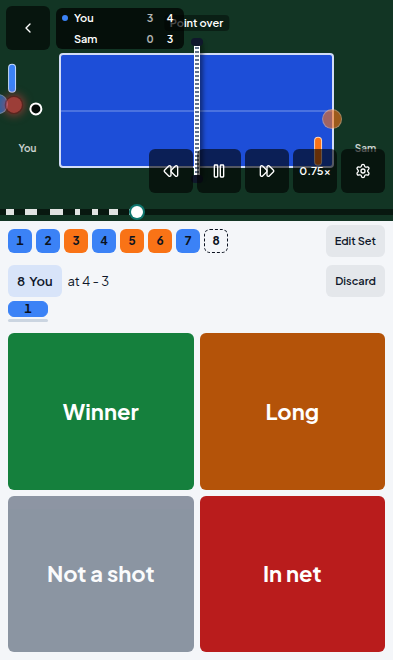 You 3 4
Point over
Sam 0 3
You
Sam
0.75×
1 2 3 4 5 6 7 8
Edit Set
8 You at 4 - 3
Discard
1
Winner
Long
Not a shot
In net